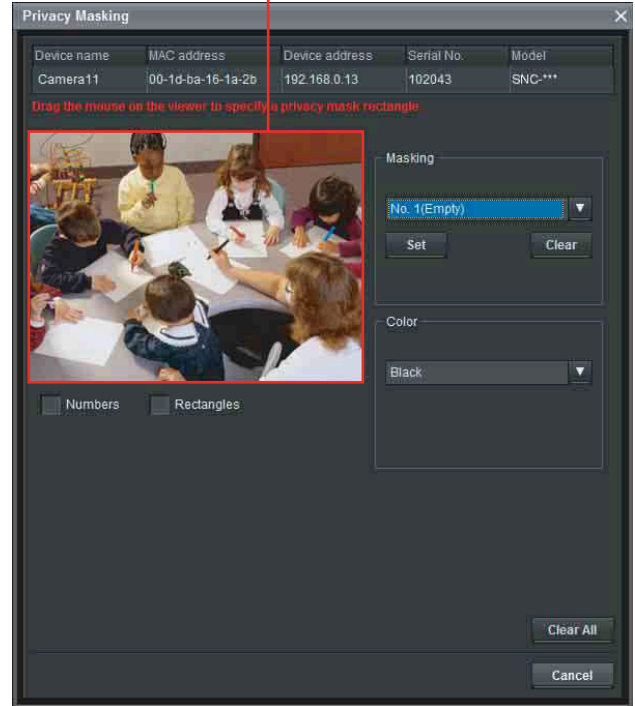 Privacy Masking
Device name MAC address Device address Serial No. Model
Camera11 00-1d-ba-16-1a-2b 192.168.0.13 102043 SNC-***
Drag the mouse on the viewer to specify a privacy mask rectangle
Masking
No. 1(Empty)
Set Clear
Color
Black
Numbers Rectangles
Clear All
Cancel